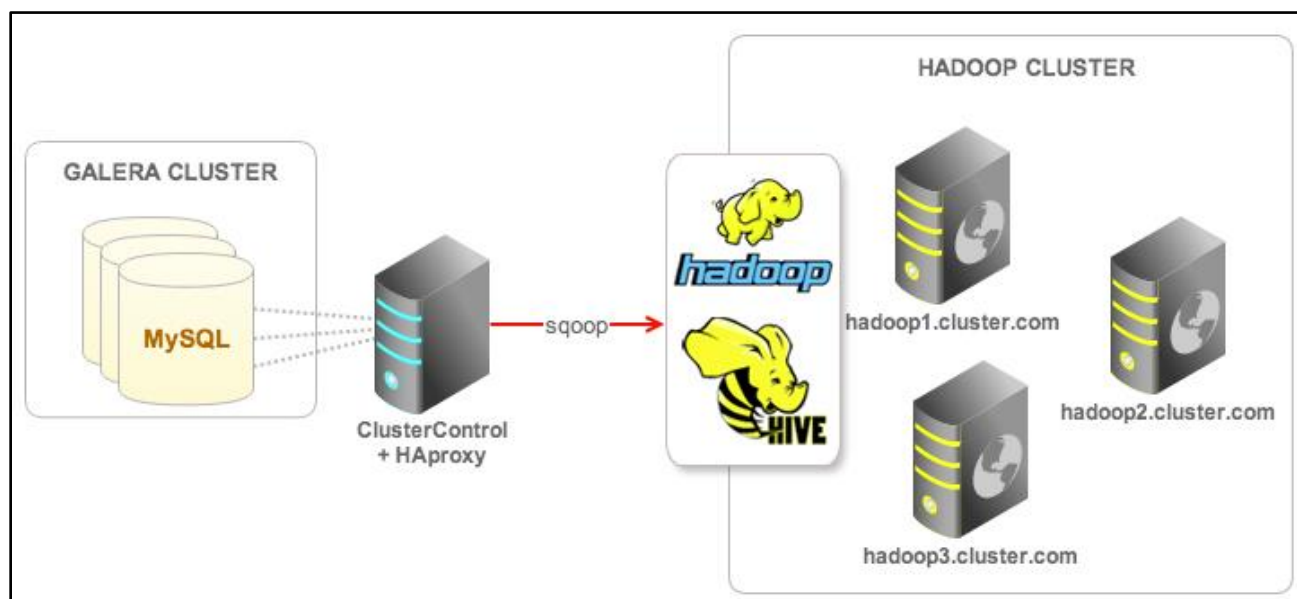 HADOOP CLUSTER
GALERA CLUSTER
MySQL
ClusterControl
+ HAproxy
sqoop
hadoop
HIVE
hadoop1.cluster.com
hadoop2.cluster.com
hadoop3.cluster.com